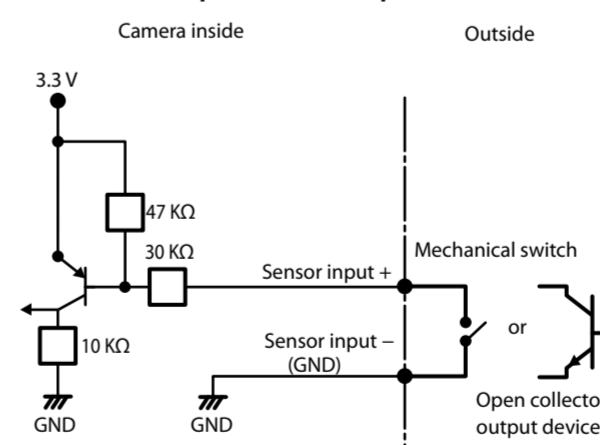 Camera inside
Outside
3.3 V
47 KΩ
30 KΩ
Mechanical switch
Sensor input +
or
10 KΩ
Sensor input −
(GND)
GND
GND
Open collecto
output device